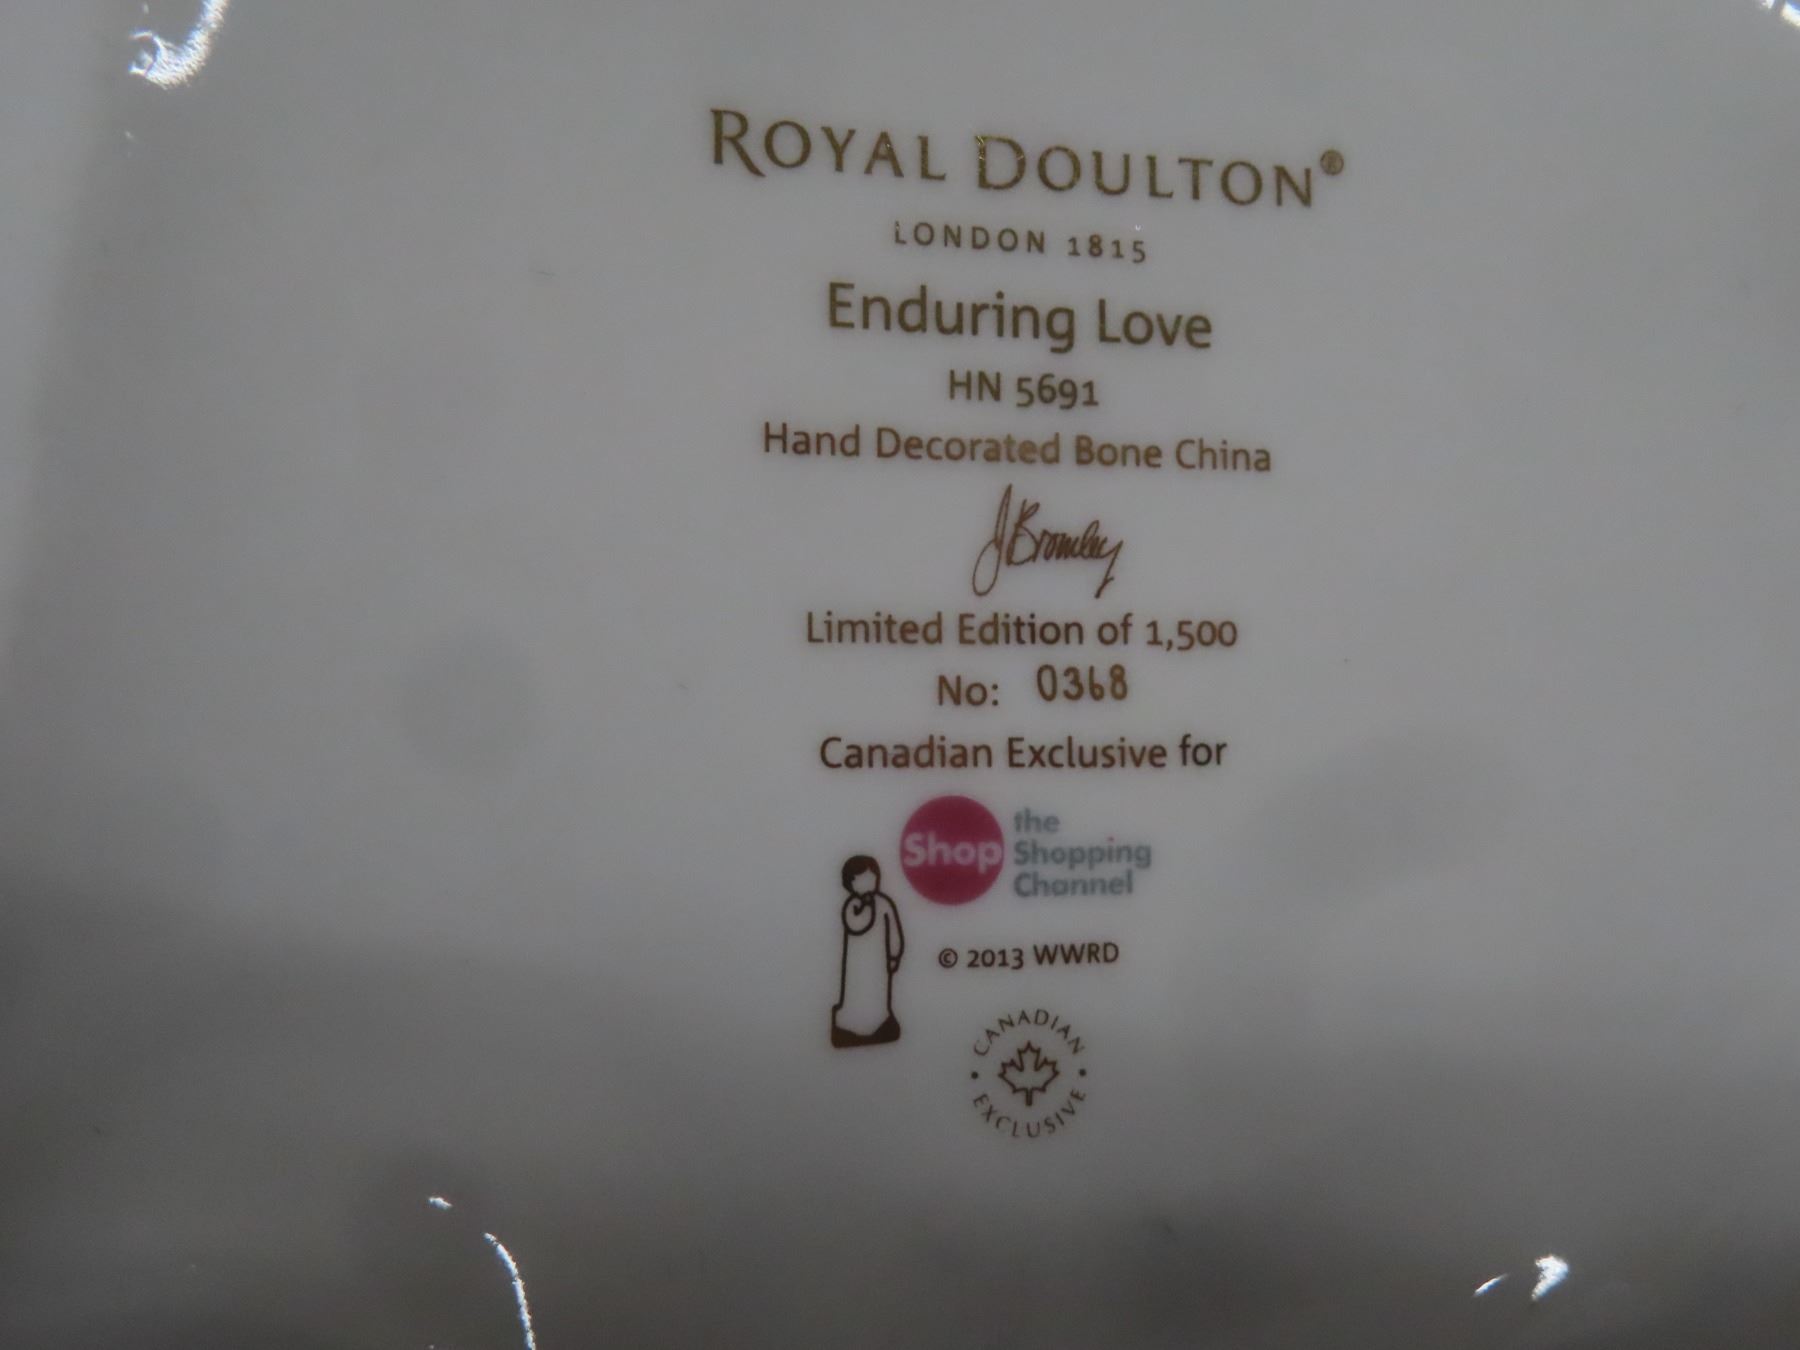 ROYAL DOULTON®
LONDON 1815
Enduring Love
HN 5691
Hand Decorated Bone China
J Bromley
Limited Edition of 1,500
No: 0368
Canadian Exclusive for
Shop
the
Shopping
Channel
© 2013 WWRD
CANADIAN
• EXCLUSIVE •